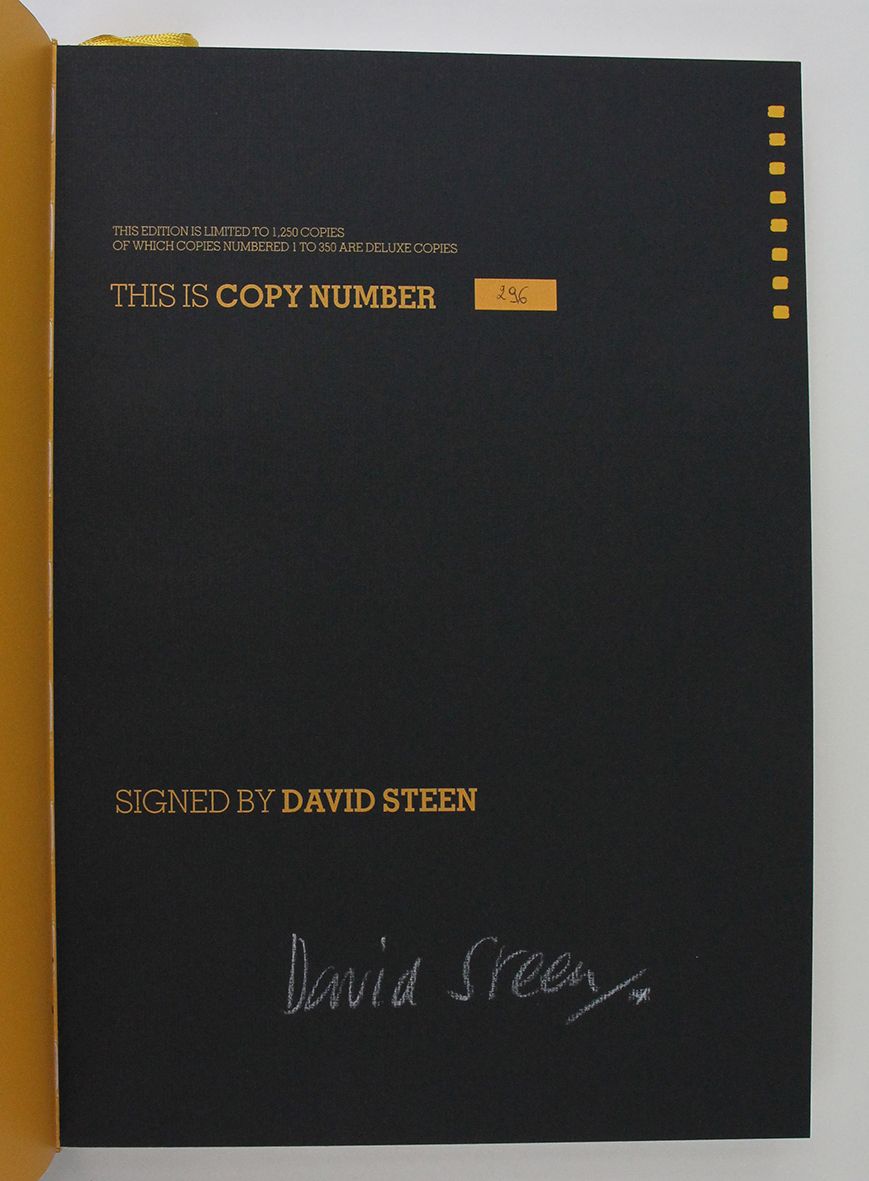 THIS EDITION IS LIMITED TO 1,250 COPIES
OF WHICH COPIES NUMBERED 1 TO 350 ARE DELUXE COPIES
THIS IS COPY NUMBER 296
SIGNED BY DAVID STEEN
David Steen